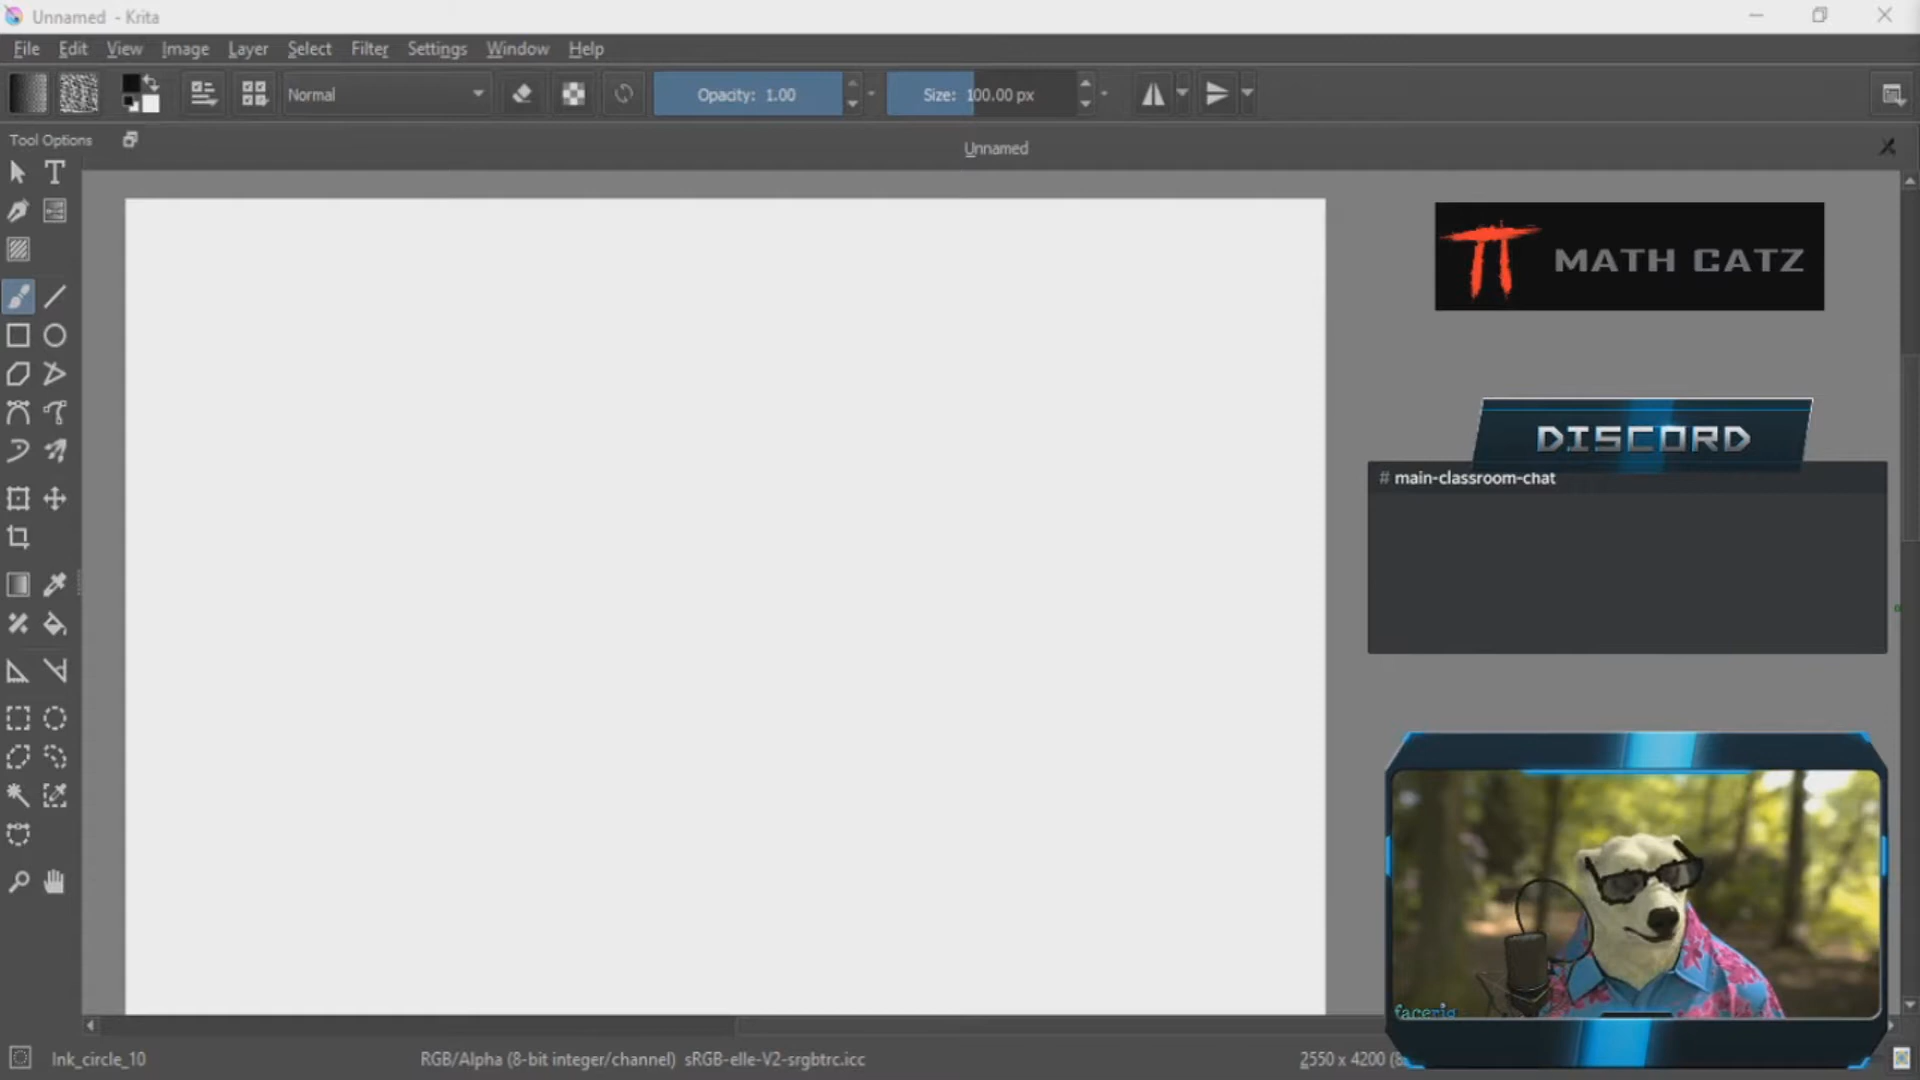 Unnamed - Krita
File Edit View Image Layer Select Filter Settings Window Help
Normal
Opacity: 1.00
Size: 100.00 px
Tool Options
Unnamed
π MATH CATZ
DISCORD
# main-classroom-chat
facerig
Ink_circle_10
RGB/Alpha (8-bit integer/channel) sRGB-elle-V2-srgbtrc.icc
2550 x 4200